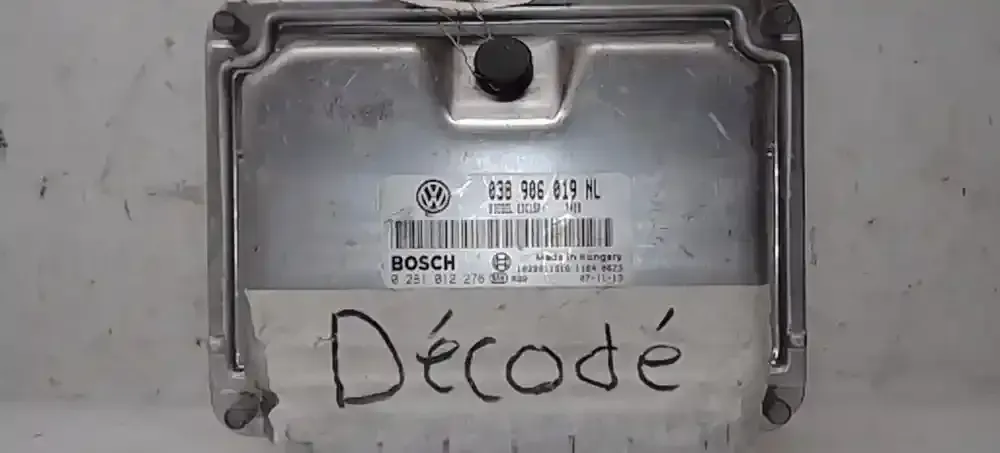 038 906 019 NL
BOSCH
Made in Hungary
0 281 012 276
07-11-13
Décodé